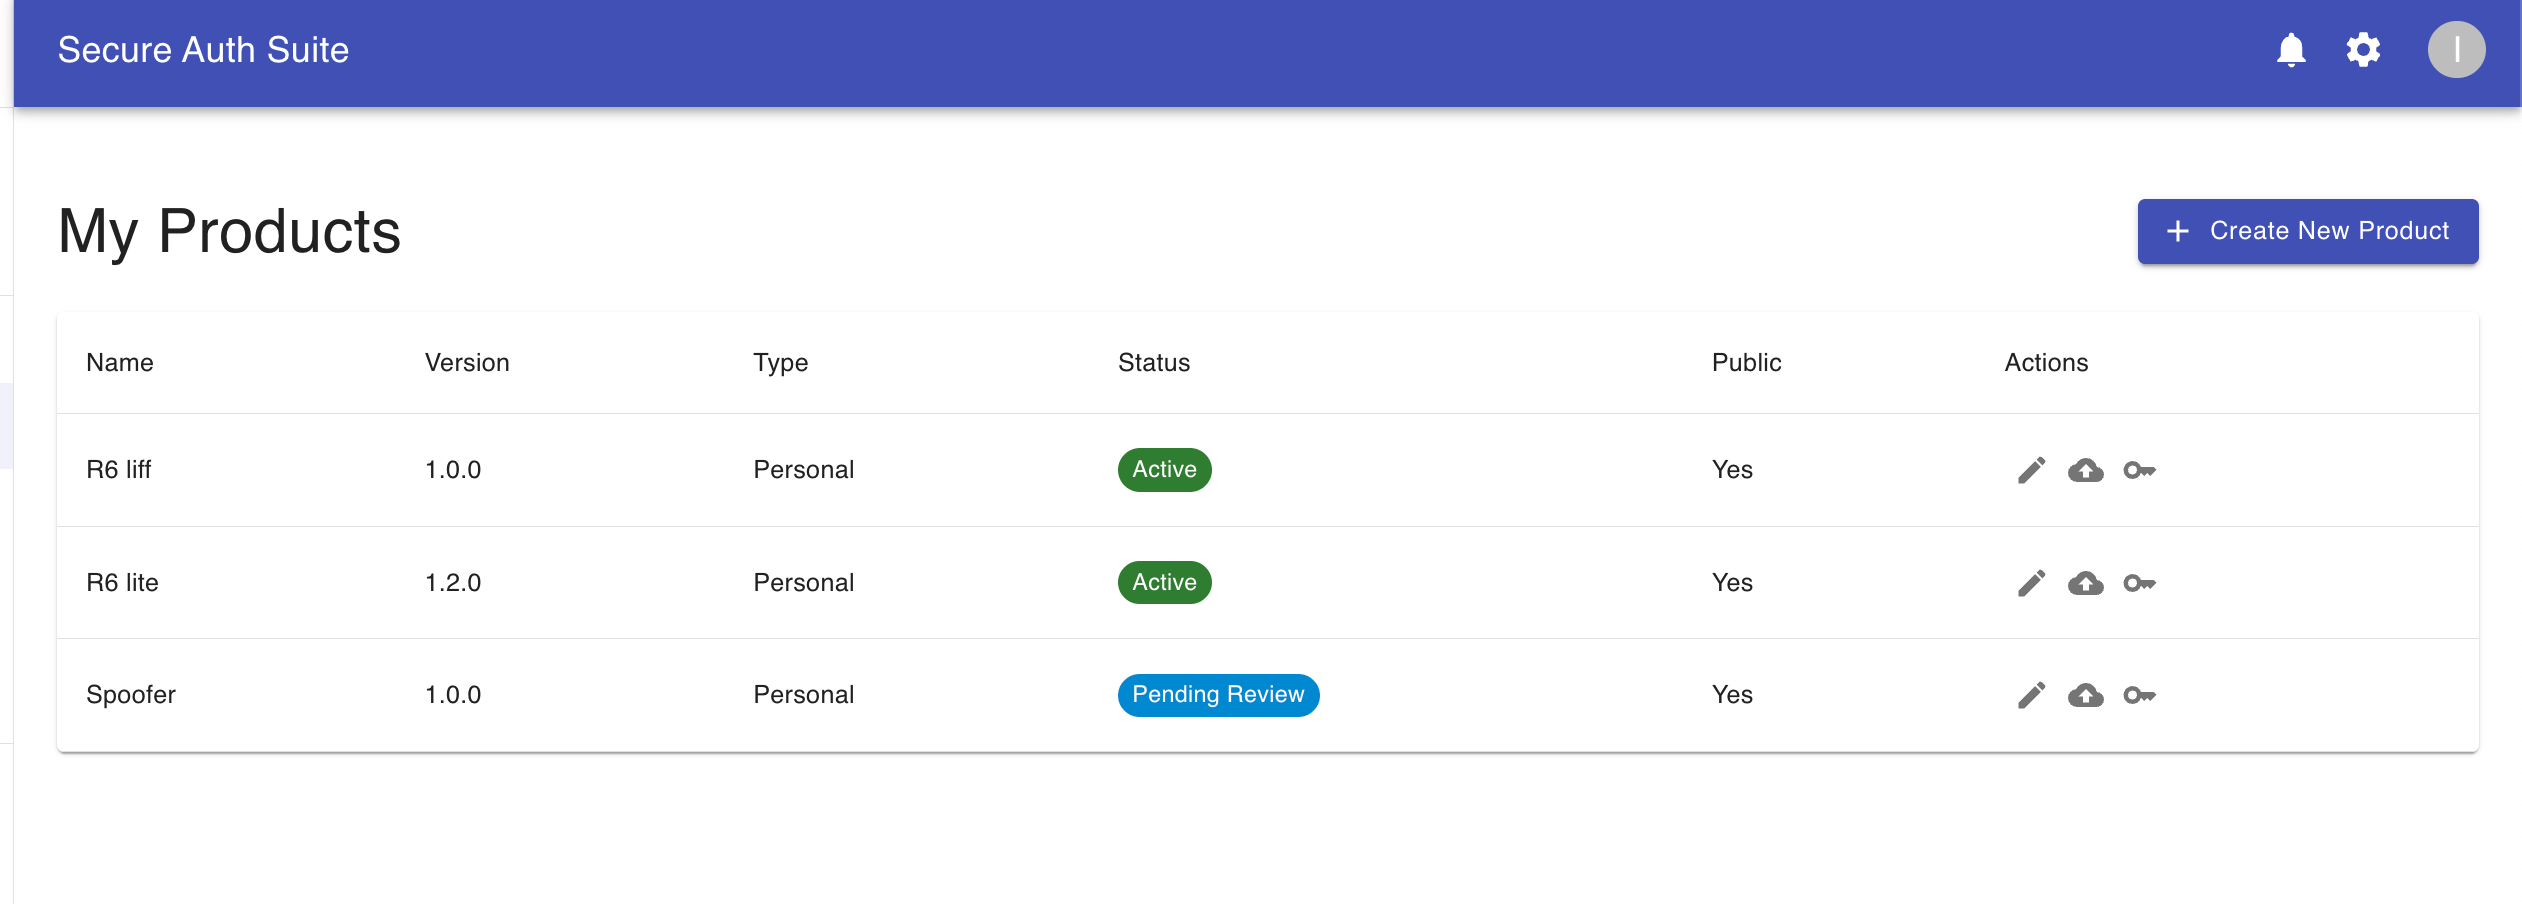 Secure Auth Suite
I
My Products
Create New Product
Name Version Type Status Public Actions
R6 liff 1.0.0 Personal Active Yes
R6 lite 1.2.0 Personal Active Yes
Spoofer 1.0.0 Personal Pending Review Yes